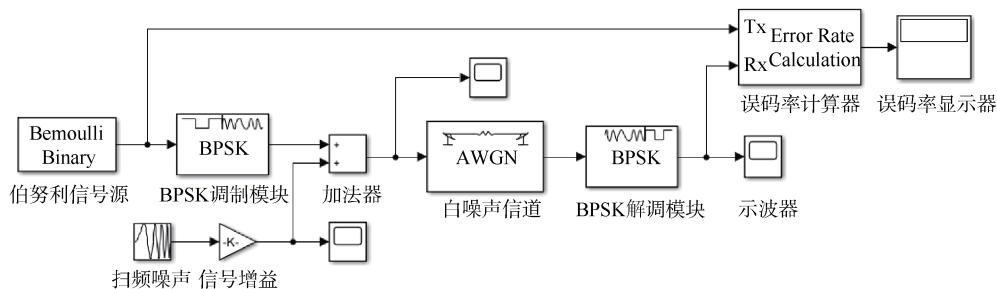 Tx Error Rate
Rx Calculation
误码率计算器 误码率显示器
Bemoulli
Binary
伯努利信号源
BPSK
BPSK调制模块
+
+
加法器
AWGN
白噪声信道
BPSK
BPSK解调模块
示波器
-K-
扫频噪声 信号增益